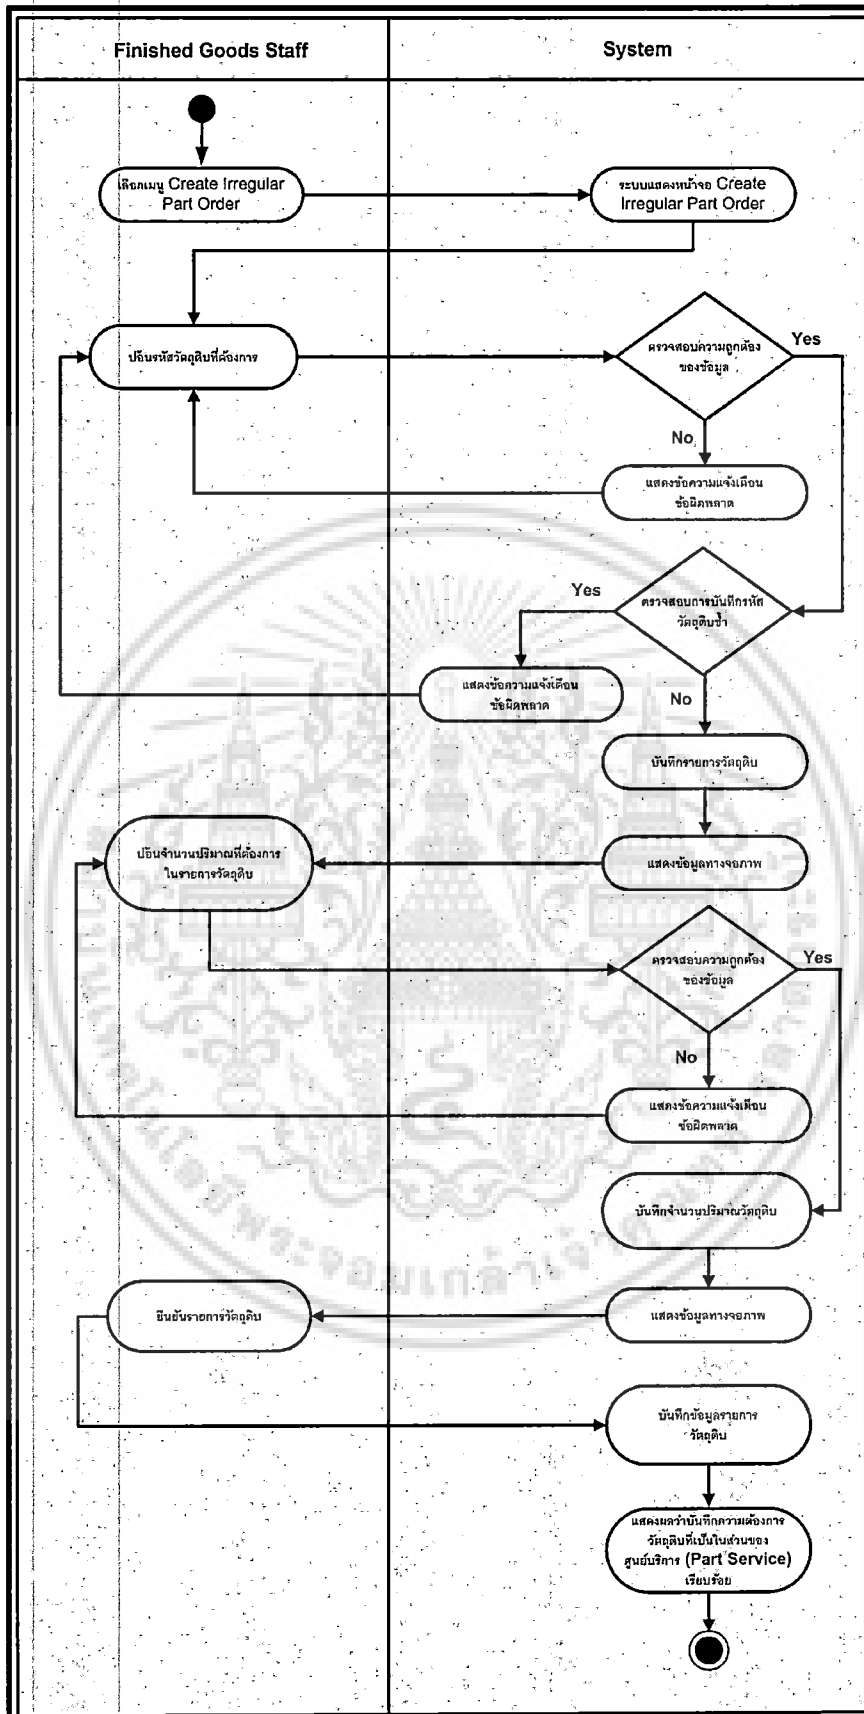 Finished Goods Staff
System
เลือกเมนู Create Irregular
Part Order
ระบบแสดงหน้าจอ Create
Irregular Part Order
ป้อนรหัสวัตถุดิบที่ต้องการ
ตรวจสอบความถูกต้อง
ของข้อมูล
Yes
No
แสดงข้อความแจ้งเตือน
ข้อผิดพลาด
ตรวจสอบการบันทึกรหัส
วัตถุดิบซ้ำ
Yes
แสดงข้อความแจ้งเตือน
ข้อผิดพลาด
No
บันทึกรายการวัตถุดิบ
ป้อนจำนวนปริมาณที่ต้องการ
ในรายการวัตถุดิบ
แสดงข้อมูลทางจอภาพ
ตรวจสอบความถูกต้อง
ของข้อมูล
Yes
No
แสดงข้อความแจ้งเตือน
ข้อผิดพลาด
บันทึกจำนวนปริมาณวัตถุดิบ
ยืนยันรายการวัตถุดิบ
แสดงข้อมูลทางจอภาพ
บันทึกข้อมูลรายการ
วัตถุดิบ
แสดงผลว่าบันทึกความต้องการ
วัตถุดิบที่เป็นในส่วนของ
ศูนย์บริการ (Part Service)
เรียบร้อย
พระจอมเกล้าเจ้า